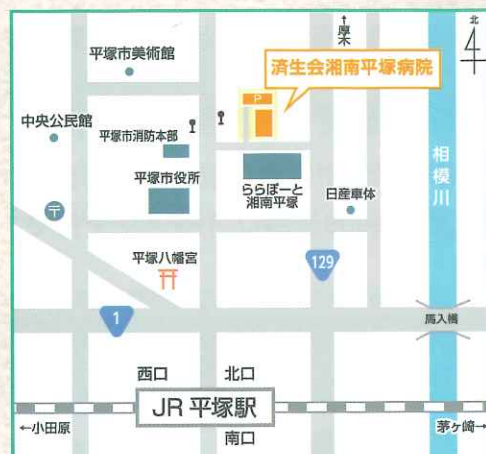 北
↑厚木
平塚市美術館
済生会湘南平塚病院
P
中央公民館
平塚市消防本部
相模川
平塚市役所
ららぽーと
湘南平塚
日産車体
〒
平塚八幡宮
129
1
馬入橋
西口
北口
JR 平塚駅
←小田原
茅ヶ崎→
南口